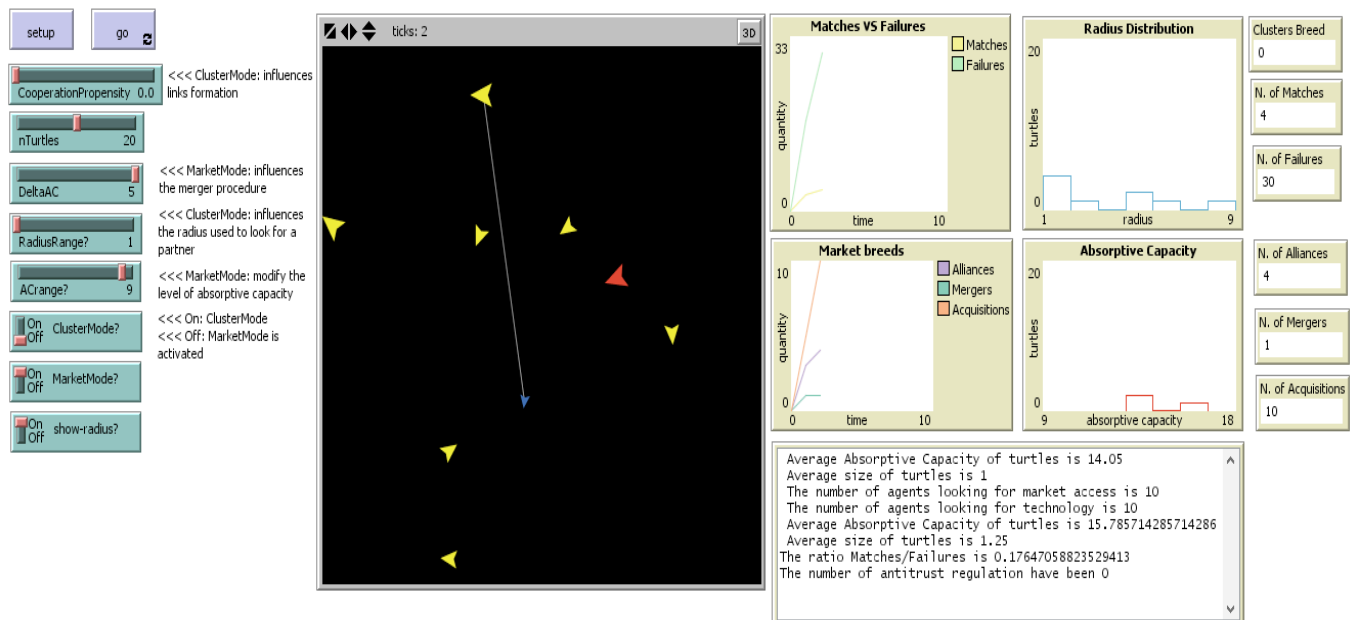 setup
go
CooperationPropensity 0.0
<<< ClusterMode: influences
links formation
nTurtles 20
DeltaAC 5
<<< MarketMode: influences
the merger procedure
RadiusRange? 1
<<< ClusterMode: influences
the radius used to look for a
partner
ACrange? 9
<<< MarketMode: modify the
level of absorptive capacity
On
Off
ClusterMode?
<<< On: ClusterMode
<<< Off: MarketMode is
activated
On
Off
MarketMode?
On
Off
show-radius?
ticks: 2
3D
Matches VS Failures
33
quantity
0
0
time
10
Matches
Failures
Radius Distribution
20
turtles
0
1
radius
9
Clusters Breed
0
N. of Matches
4
N. of Failures
30
Market breeds
10
quantity
0
0
time
10
Alliances
Mergers
Acquisitions
Absorptive Capacity
20
turtles
0
9
absorptive capacity
18
N. of Alliances
4
N. of Mergers
1
N. of Acquisitions
10
Average Absorptive Capacity of turtles is 14.05
Average size of turtles is 1
The number of agents looking for market access is 10
The number of agents looking for technology is 10
Average Absorptive Capacity of turtles is 15.785714285714286
Average size of turtles is 1.25
The ratio Matches/Failures is 0.17647058823529413
The number of antitrust regulation have been 0